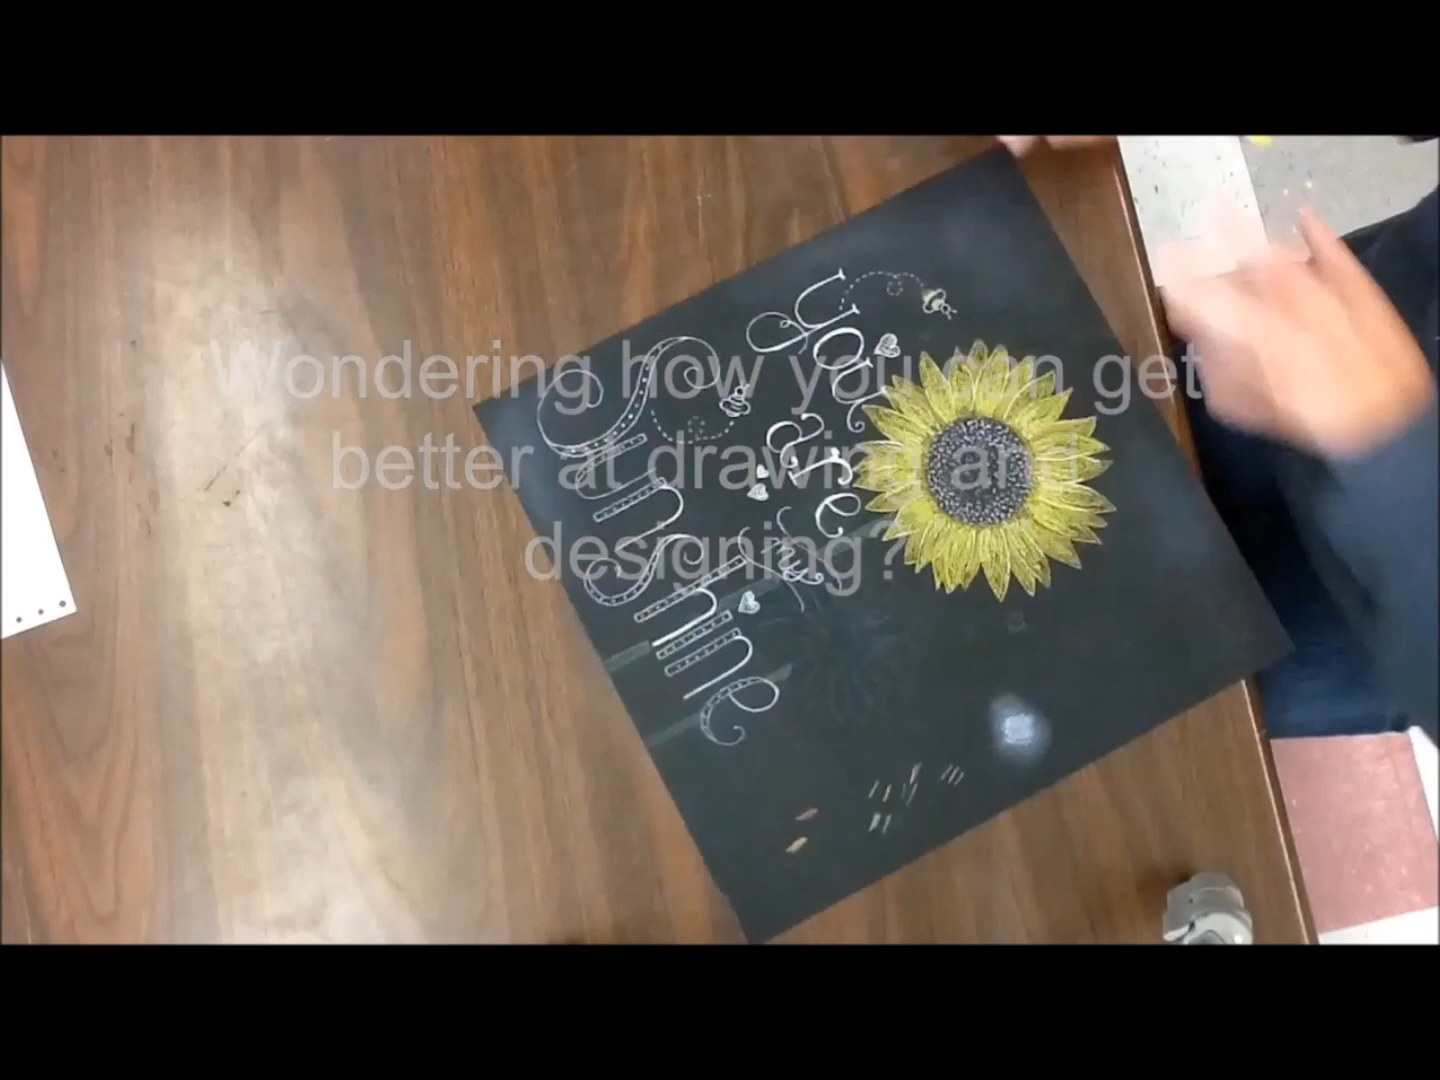 Wondering how you can get
better at drawing and
designing?
you
are
my
Sunshine